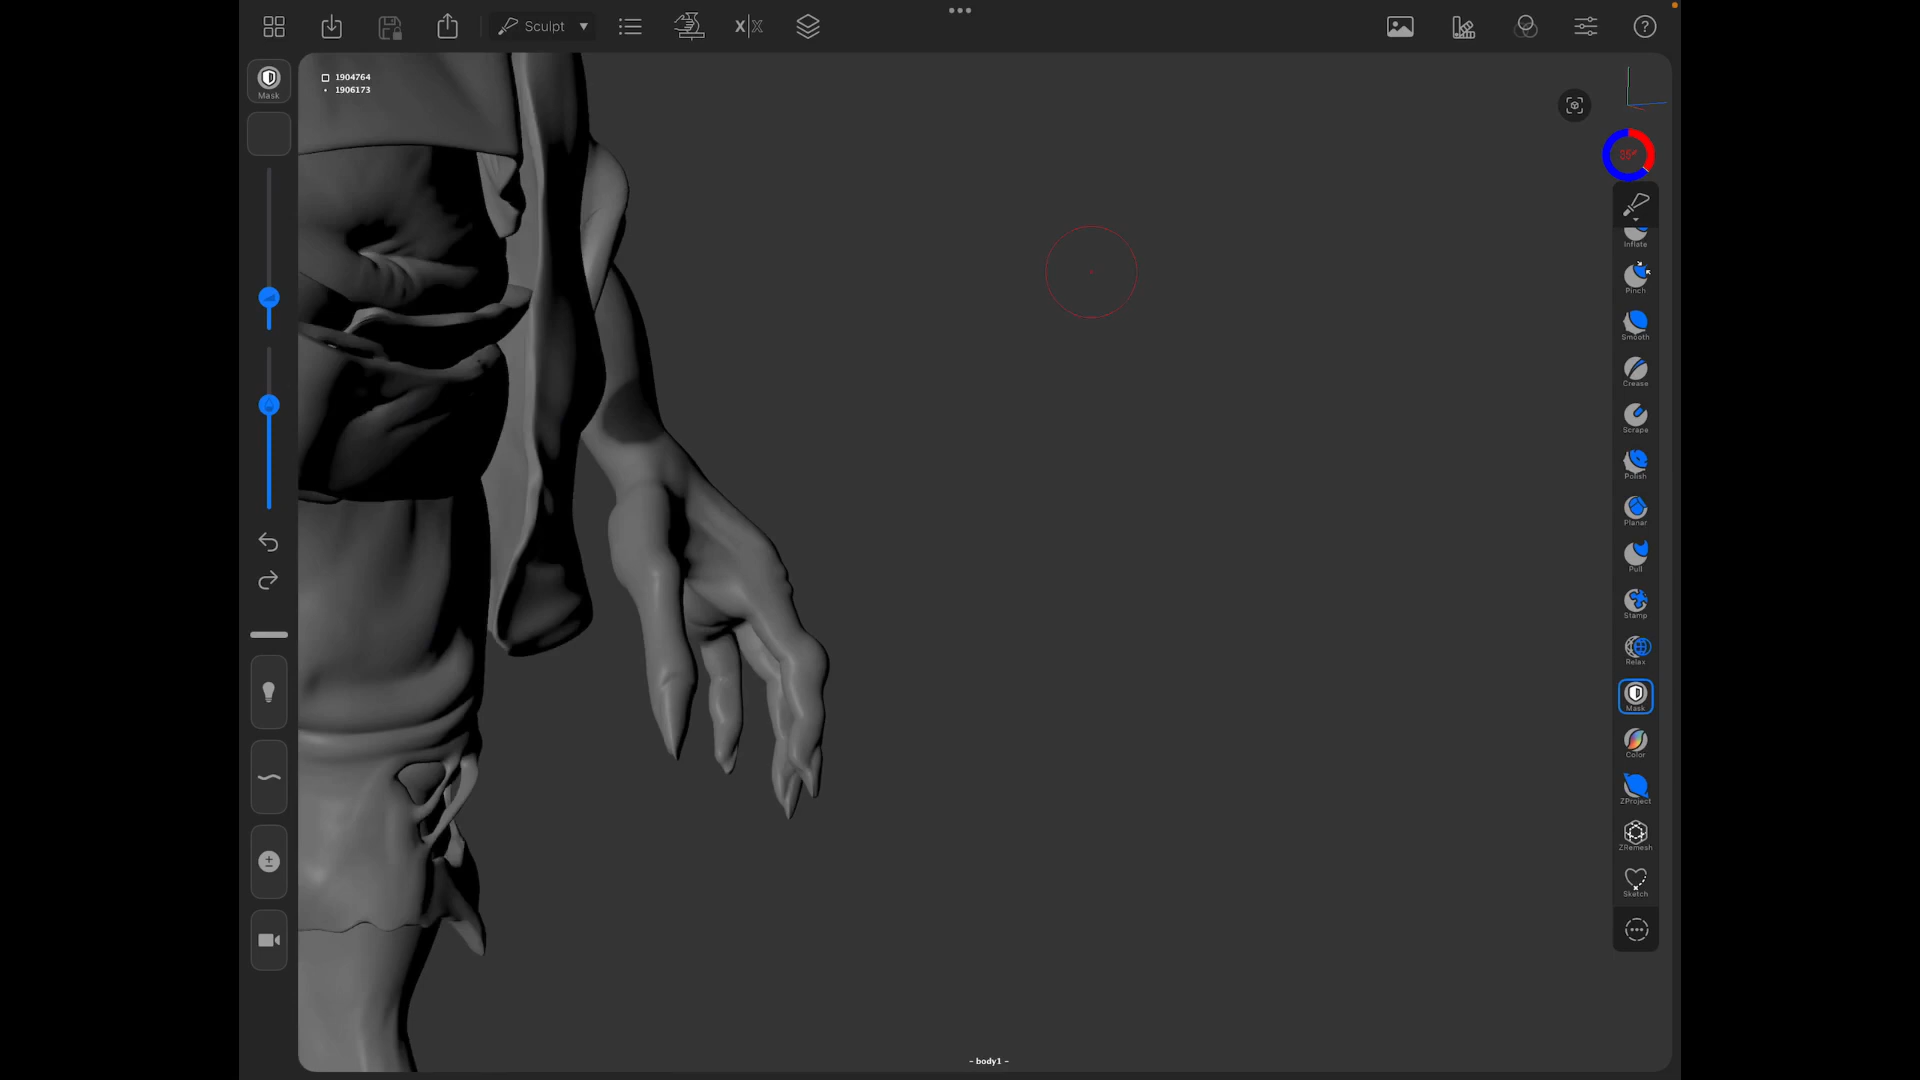 Sculpt
X|X
Mask
1904764
1906173
Inflate
Pinch
Smooth
Crease
Scrape
Polish
Planar
Pull
Stamp
Relax
Mask
Color
ZProject
ZRemesh
Sketch
- body1 -